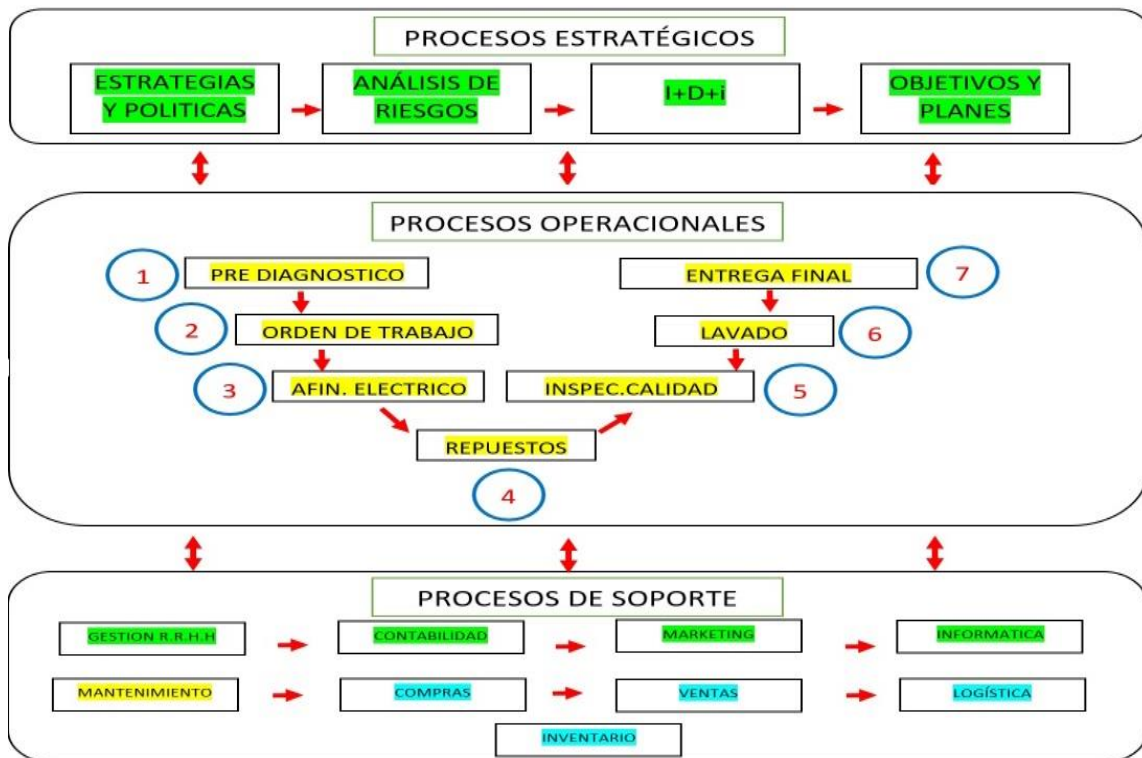 PROCESOS ESTRATÉGICOS
ESTRATEGIAS
Y POLITICAS
ANÁLISIS DE
RIESGOS
I+D+i
OBJETIVOS Y
PLANES
PROCESOS OPERACIONALES
1
PRE DIAGNOSTICO
2
ORDEN DE TRABAJO
3
AFIN. ELECTRICO
REPUESTOS
4
INSPEC.CALIDAD
5
LAVADO
6
ENTREGA FINAL
7
PROCESOS DE SOPORTE
GESTION R.R.H.H
CONTABILIDAD
MARKETING
INFORMATICA
MANTENIMIENTO
COMPRAS
VENTAS
LOGÍSTICA
INVENTARIO